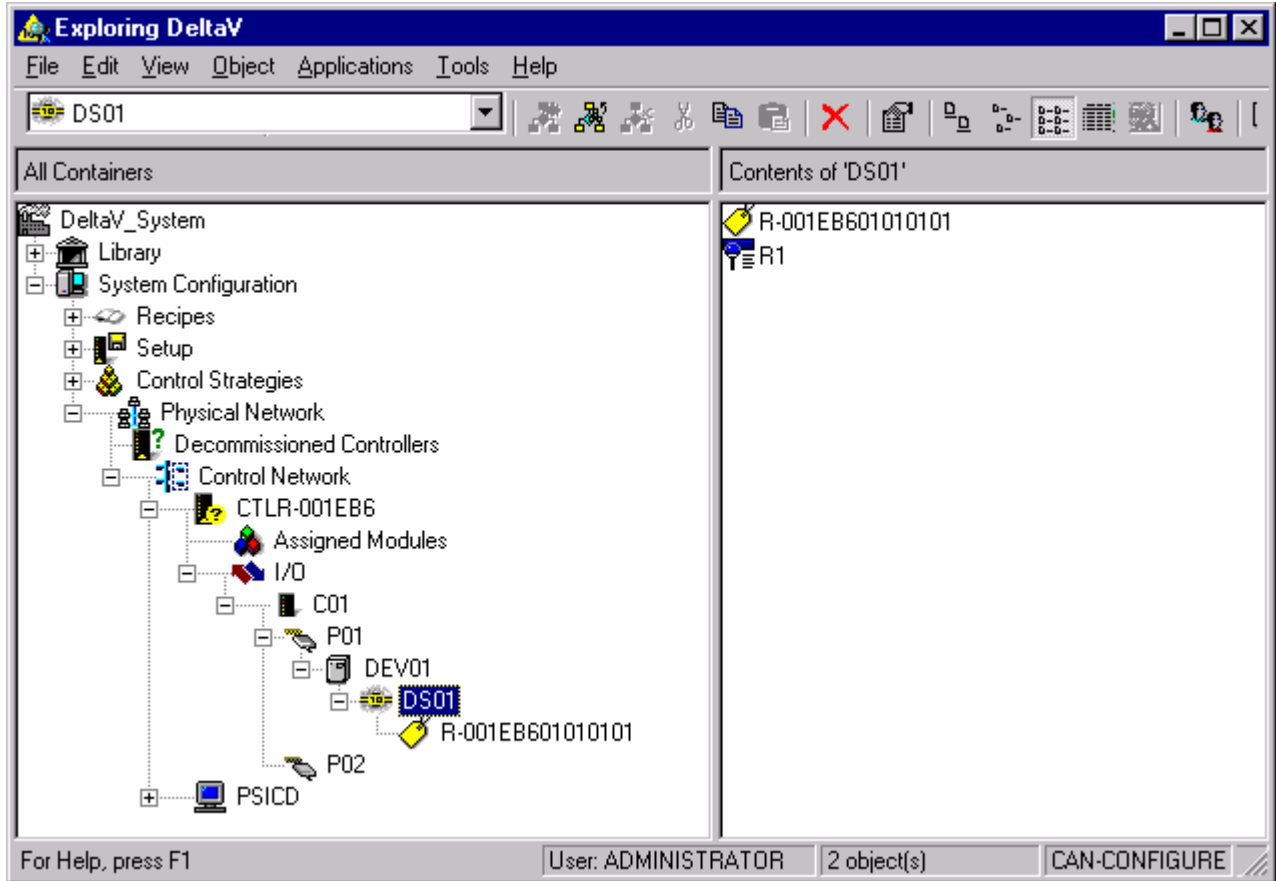 Exploring DeltaV
File Edit View Object Applications Tools Help
DS01
All Containers
Contents of 'DS01'
DeltaV_System
Library
System Configuration
Recipes
Setup
Control Strategies
Physical Network
Decommissioned Controllers
Control Network
CTLR-001EB6
Assigned Modules
I/O
C01
P01
DEV01
DS01
R-001EB601010101
P02
PSICD
R-001EB601010101
R1
For Help, press F1
User: ADMINISTRATOR
2 object(s)
CAN-CONFIGURE